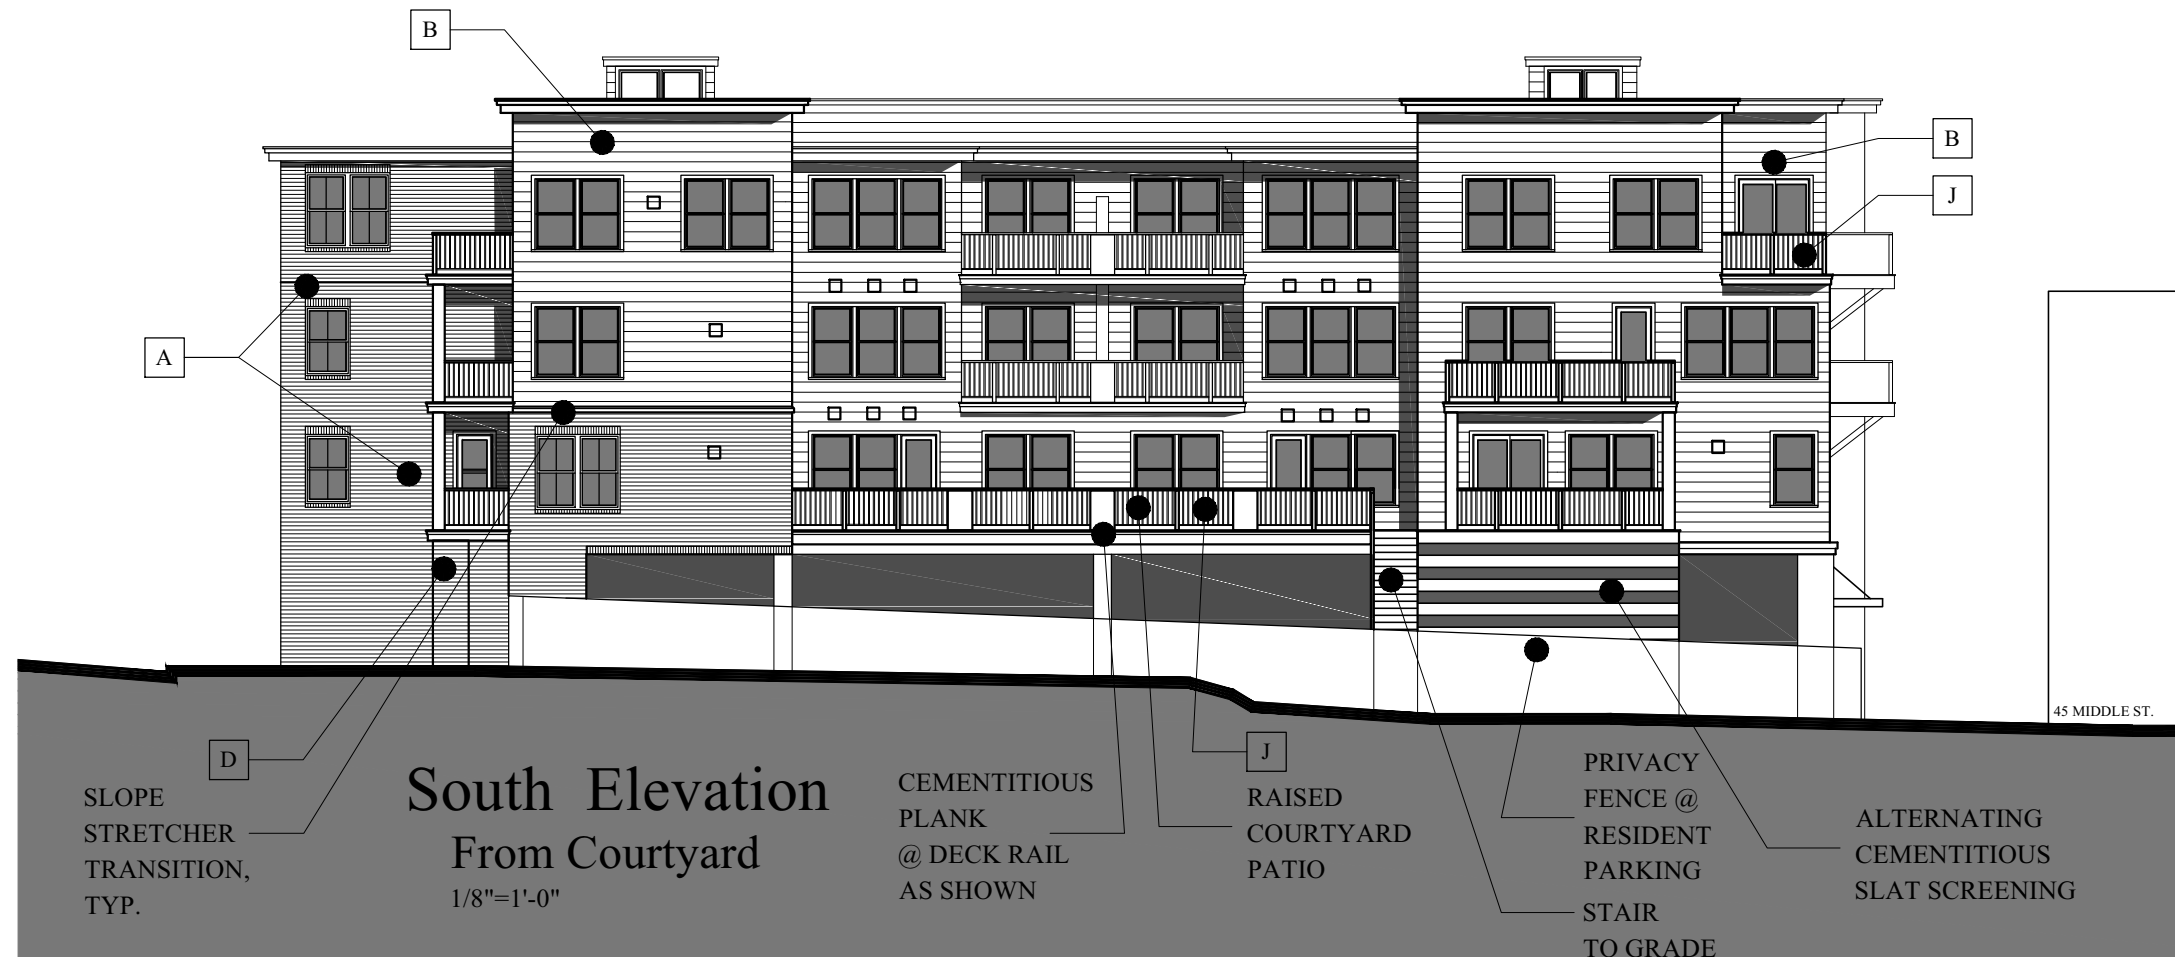 B
B
J
A
45 MIDDLE ST.
D
SLOPE
STRETCHER
TRANSITION,
TYP.
South Elevation
From Courtyard
1/8"=1'-0"
CEMENTITIOUS
PLANK
@ DECK RAIL
AS SHOWN
J
RAISED
COURTYARD
PATIO
PRIVACY
FENCE @
RESIDENT
PARKING
STAIR
TO GRADE
ALTERNATING
CEMENTITIOUS
SLAT SCREENING